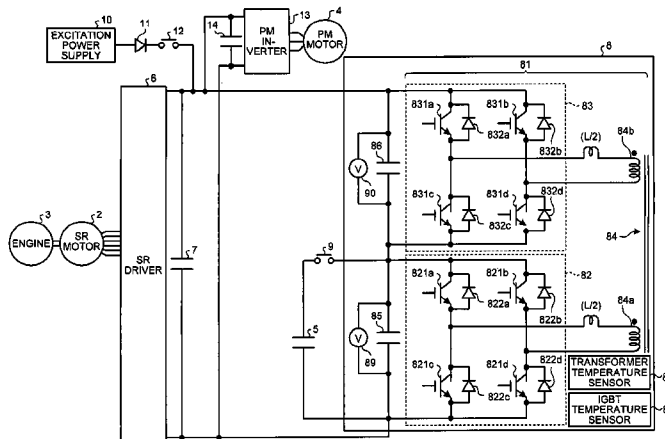 10
EXCITATION
POWER
SUPPLY
11
12
14
13
PM
IN-
VERTER
4
PM
MOTOR
8
81
6
831a
831b
83
832a
832b
(L/2)
84b
86
V
90
831c
831d
832c
832d
84
3
ENGINE
2
SR
MOTOR
SR
DRIVER
7
9
82
821a
821b
822a
822b
(L/2)
84a
5
85
V
89
821c
821d
822c
822d
TRANSFORMER
TEMPERATURE
SENSOR
8
IGBT
TEMPERATURE
SENSOR
8